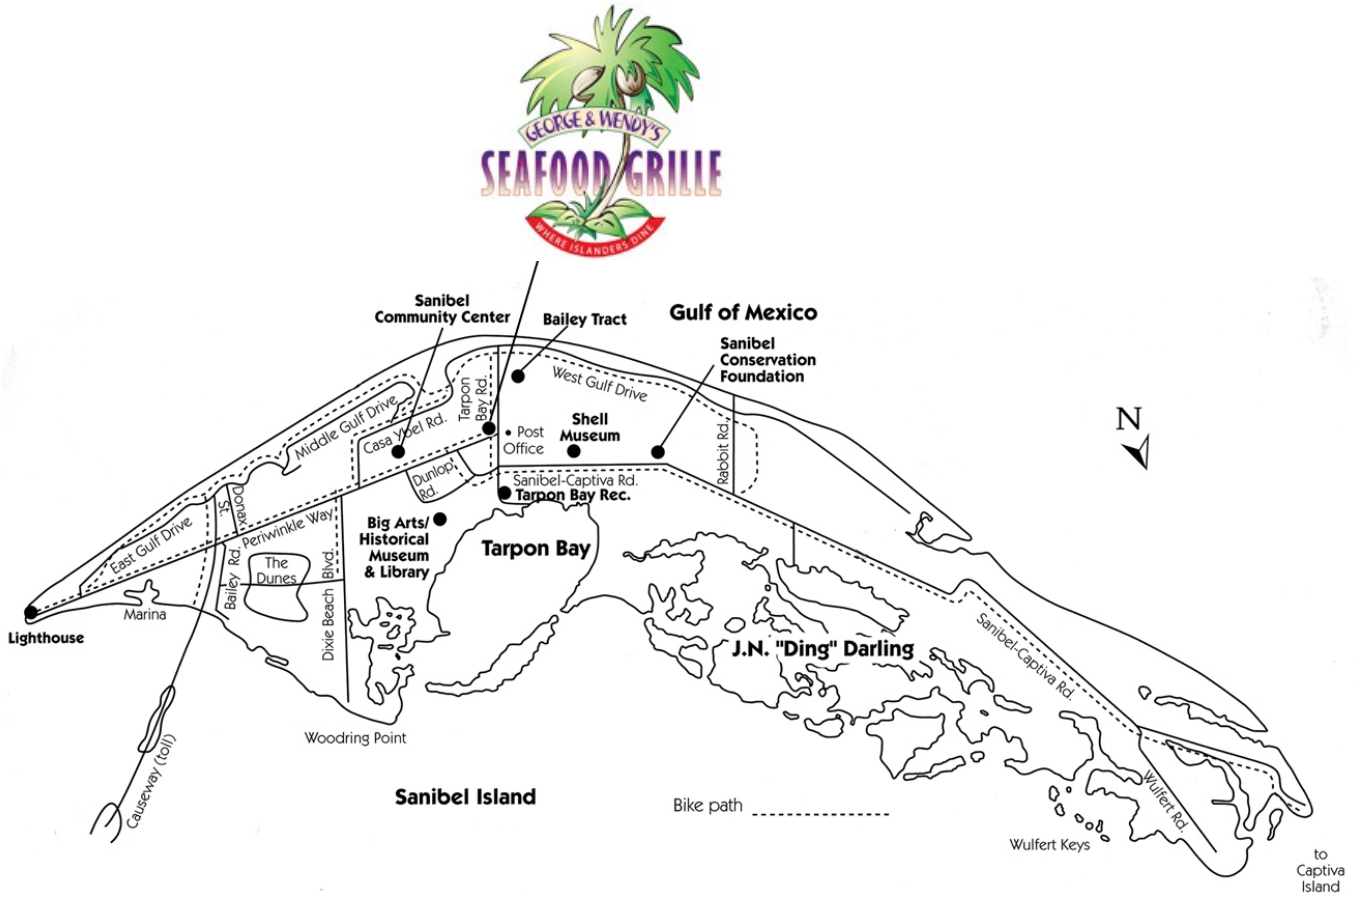 GEORGE & WENDY'S
SEAFOOD GRILLE
WHERE ISLANDERS DINE
Sanibel
Community Center
Bailey Tract
Gulf of Mexico
Sanibel
Conservation
Foundation
West Gulf Drive
Tarpon
Bay Rd.
Middle Gulf Drive
Casa Ybel Rd.
Post
Office
Shell
Museum
Rabbit Rd.
N
Dunlop
Rd.
Sanibel-Captiva Rd.
Tarpon Bay Rec.
Donax
St.
Periwinkle Way
East Gulf Drive
Big Arts/
Historical
Museum
& Library
Tarpon Bay
The
Dunes
Bailey Rd.
Dixie Beach Blvd.
Marina
Lighthouse
J.N. "Ding" Darling
Sanibel-Captiva Rd.
Woodring Point
Causeway (toll)
Sanibel Island
Bike path
Wulfert Rd.
Wulfert Keys
to
Captiva
Island